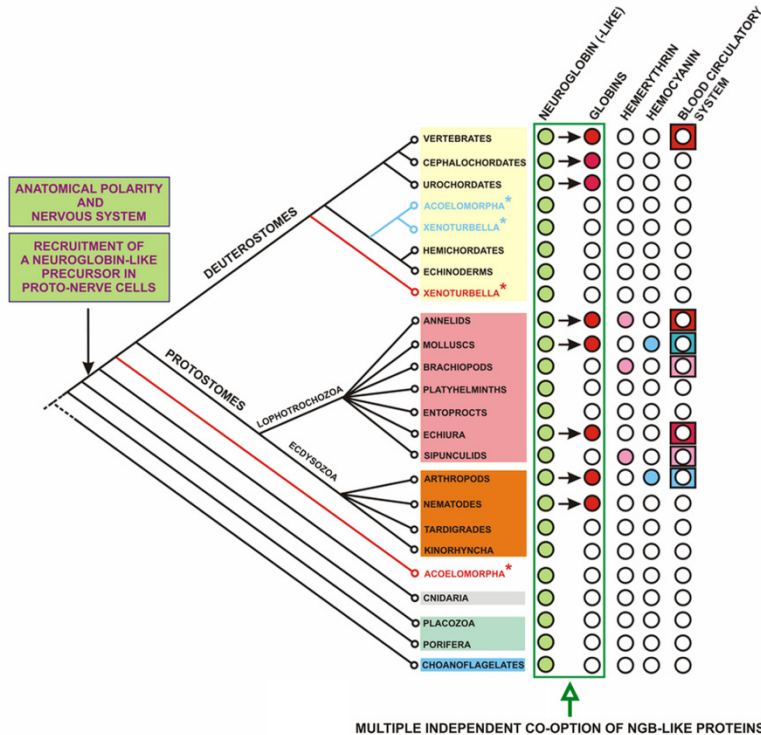 NEUROGLOBIN (-LIKE)
GLOBINS
HEMERYTHRIN
HEMOCYANIN
BLOOD CIRCULATORY
SYSTEM
ANATOMICAL POLARITY
AND
NERVOUS SYSTEM
RECRUITMENT OF
A NEUROGLOBIN-LIKE
PRECURSOR IN
PROTO-NERVE CELLS
DEUTEROSTOMES
PROTOSTOMES
LOPHOTROCHOZOA
ECDYSOZOA
VERTEBRATES
CEPHALOCHORDATES
UROCHORDATES
ACOELOMORPHA*
XENOTURBELLA*
HEMICHORDATES
ECHINODERMS
XENOTURBELLA*
ANNELIDS
MOLLUSCS
BRACHIOPODS
PLATYHELMINTHS
ENTOPROCTS
ECHIURA
SIPUNCULIDS
ARTHROPODS
NEMATODES
TARDIGRADES
KINORHYNCHA
ACOELOMORPHA*
CNIDARIA
PLACOZOA
PORIFERA
CHOANOFLAGELATES
MULTIPLE INDEPENDENT CO-OPTION OF NGB-LIKE PROTEINS